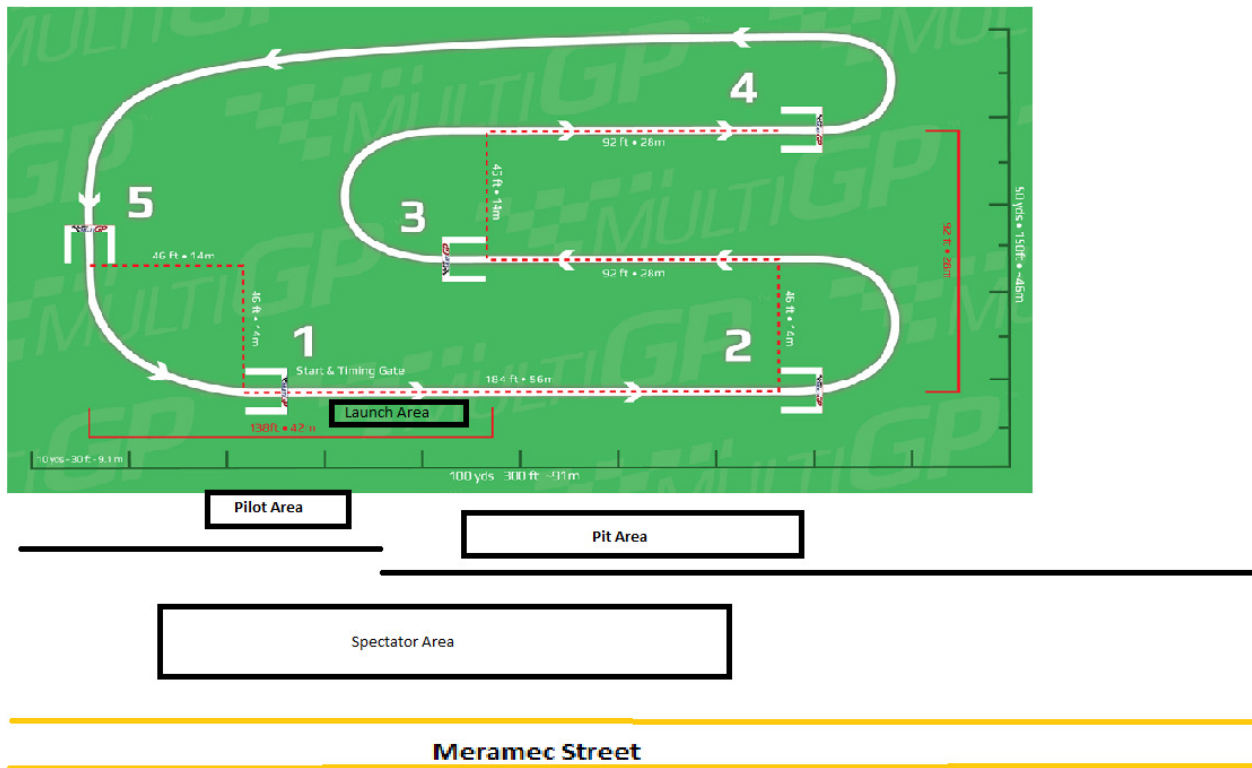 MULTIGP
4
92 ft • 28m
5
3
46 ft • 14m
92 ft • 28m
46 ft • 14m
46 ft • 14m
1
2
Start & Timing Gate
184 ft • 56m
Launch Area
138ft • 42m
100 yds 300 ft ~91m
Pilot Area
Pit Area
Spectator Area
Meramec Street